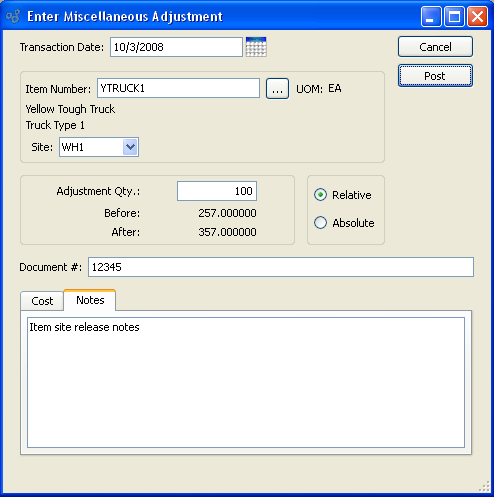 Enter Miscellaneous Adjustment
Transaction Date: 10/3/2008
Cancel
Post
Item Number: YTRUCK1 ... UOM: EA
Yellow Tough Truck
Truck Type 1
Site: WH1
Adjustment Qty.: 100
Before: 257.000000
After: 357.000000
Relative
Absolute
Document #: 12345
Cost Notes
Item site release notes